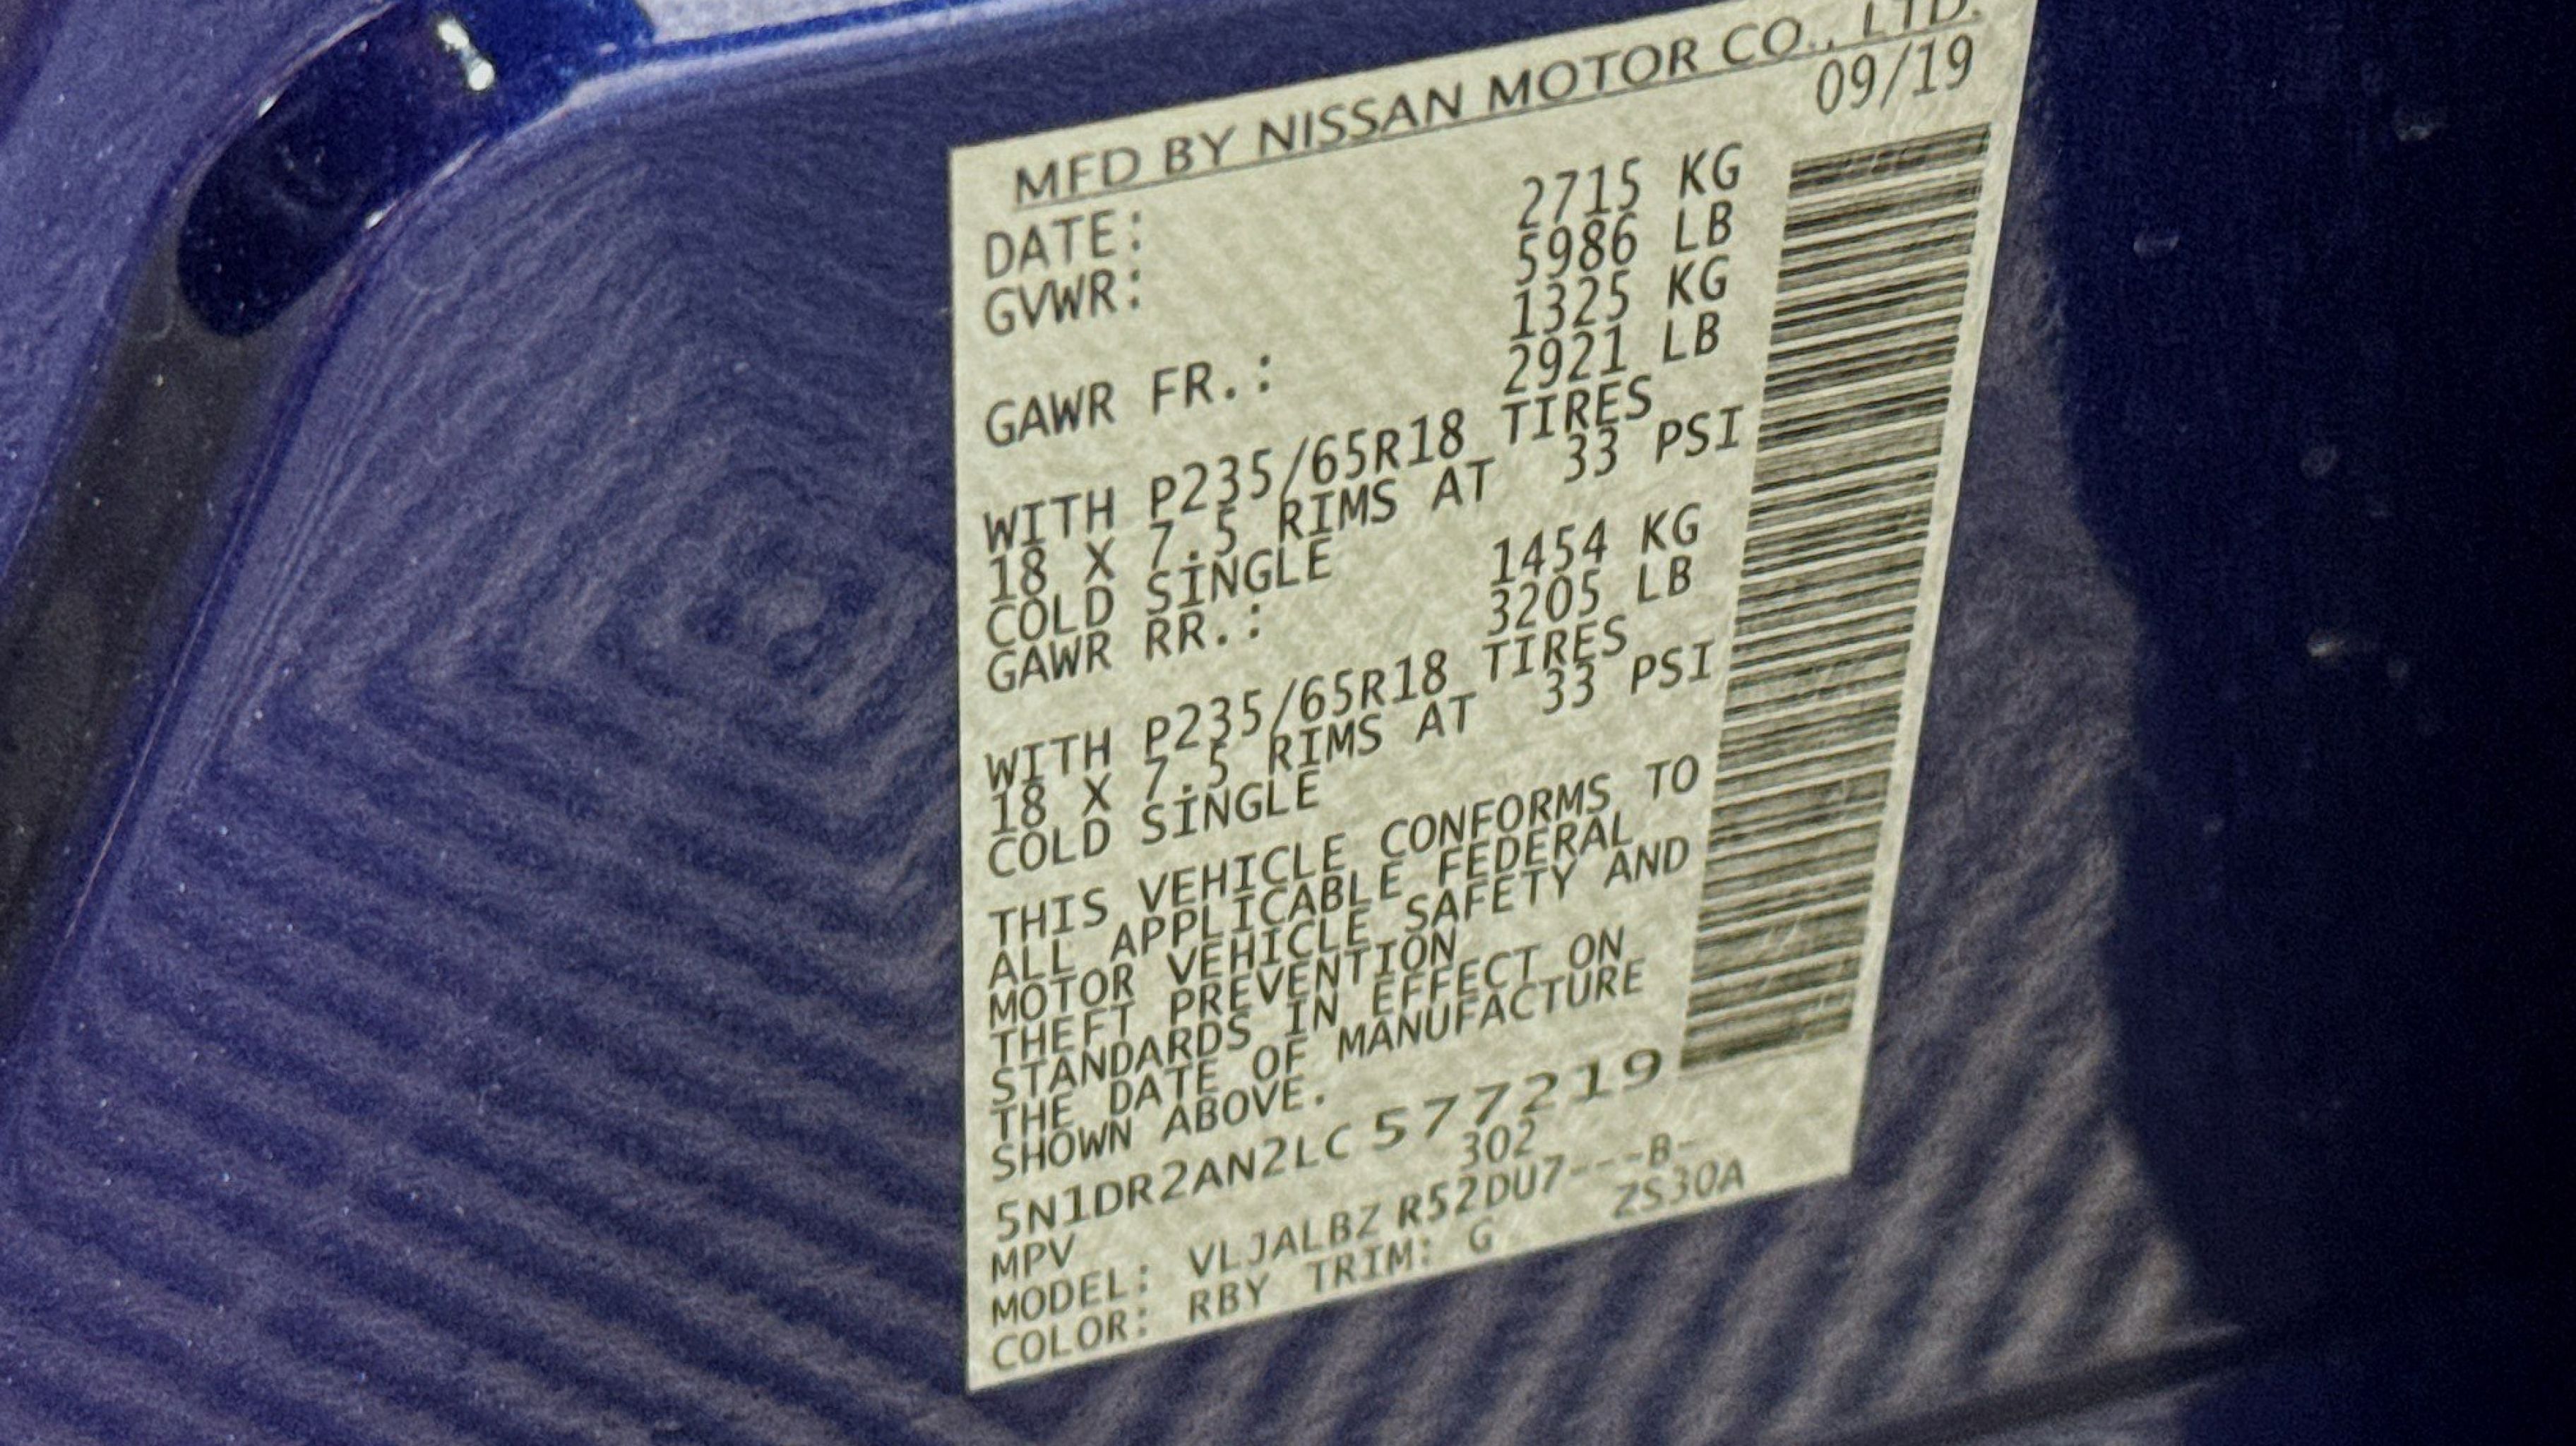 MFD BY NISSAN MOTOR CO., LTD.
DATE: 09/19
GVWR: 2715 KG
5986 LB
GAWR FR.: 1325 KG
2921 LB
WITH P235/65R18 TIRES
18 X 7.5 RIMS AT 33 PSI
COLD SINGLE
GAWR RR.: 1454 KG
3205 LB
WITH P235/65R18 TIRES
18 X 7.5 RIMS AT 33 PSI
COLD SINGLE
THIS VEHICLE CONFORMS TO
ALL APPLICABLE FEDERAL
MOTOR VEHICLE SAFETY AND
THEFT PREVENTION
STANDARDS IN EFFECT ON
THE DATE OF MANUFACTURE
SHOWN ABOVE.
5N1DR2AN2LC577219
MPV 302
MODEL: VLJALBZ R52DU7---B-
COLOR: RBY TRIM: G ZS30A